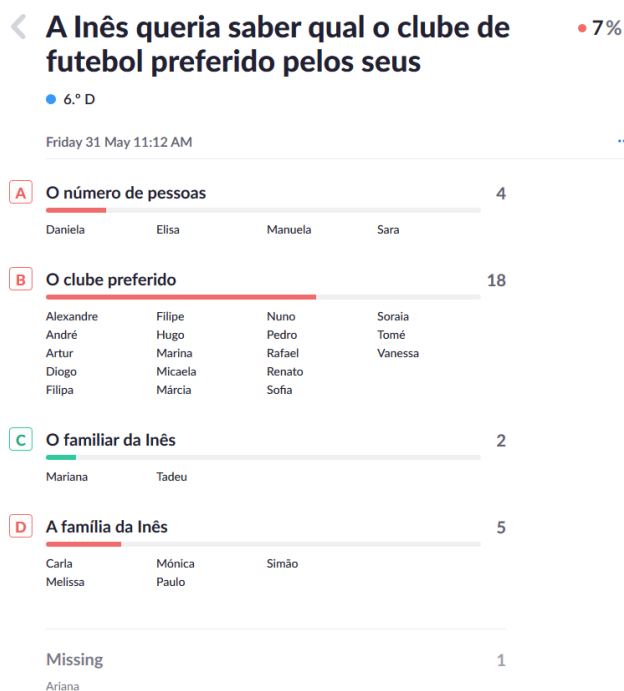 A Inês queria saber qual o clube de
futebol preferido pelos seus
7%
6.º D
Friday 31 May 11:12 AM
A O número de pessoas 4
Daniela Elisa Manuela Sara
B O clube preferido 18
Alexandre Filipe Nuno Soraia
André Hugo Pedro Tomé
Artur Marina Rafael Vanessa
Diogo Micaela Renato
Filipa Márcia Sofia
C O familiar da Inês 2
Mariana Tadeu
D A família da Inês 5
Carla Mónica Simão
Melissa Paulo
Missing 1
Ariana